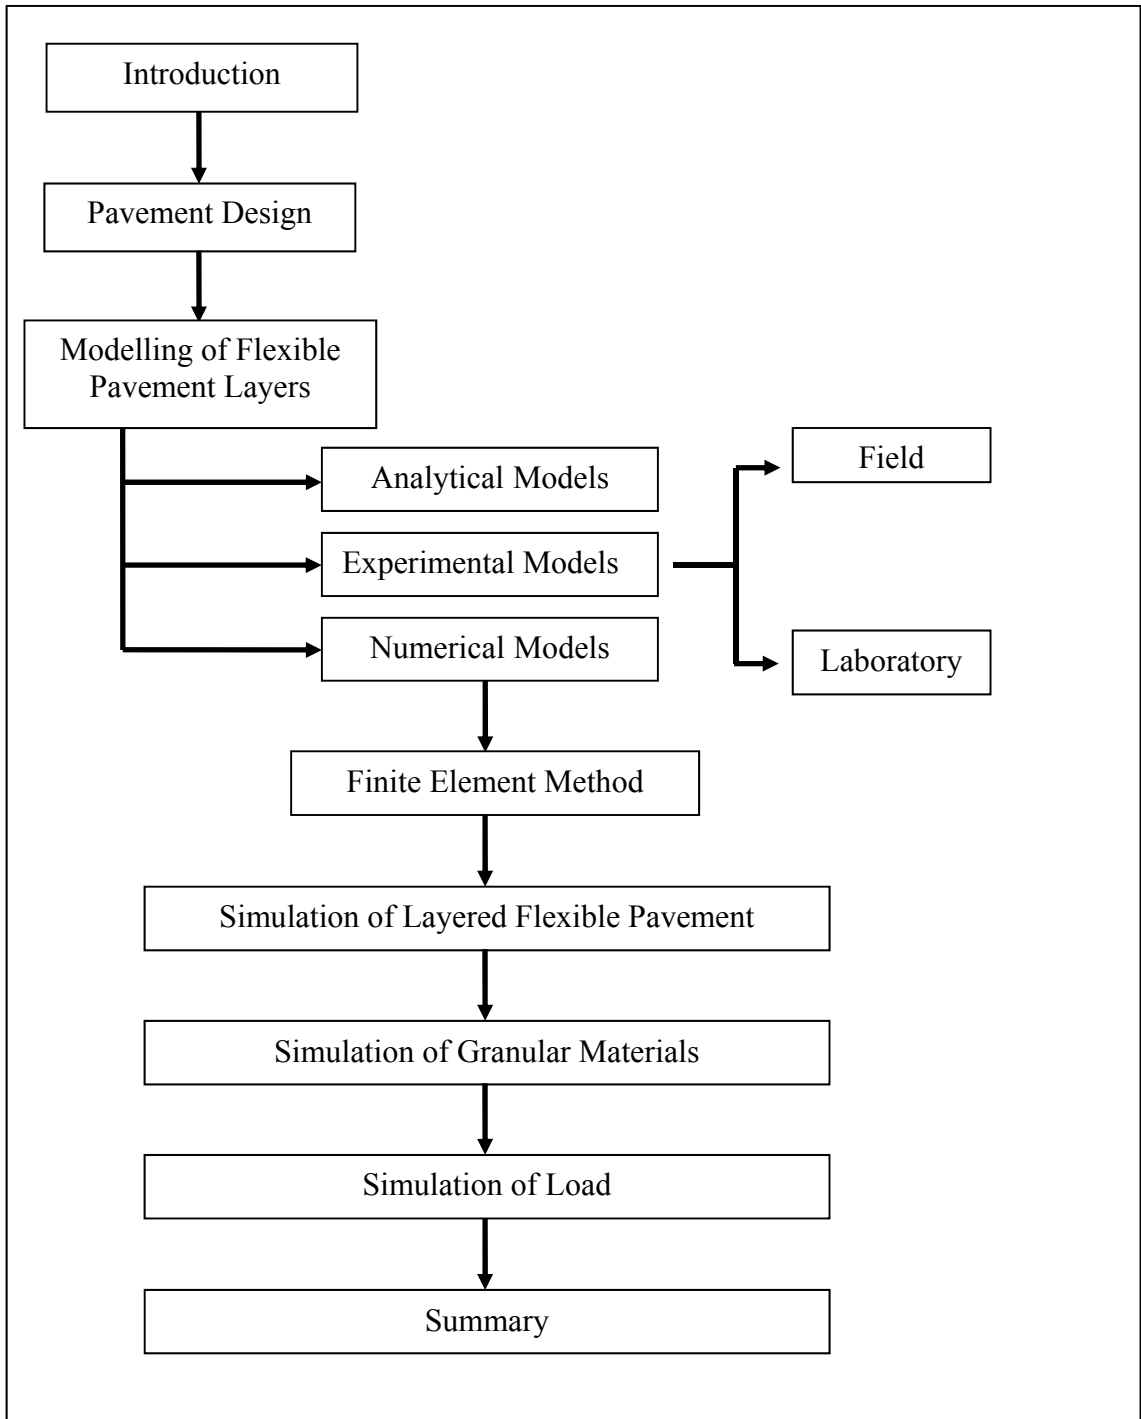 Introduction
Pavement Design
Modelling of Flexible
Pavement Layers
Analytical Models
Experimental Models
Numerical Models
Field
Laboratory
Finite Element Method
Simulation of Layered Flexible Pavement
Simulation of Granular Materials
Simulation of Load
Summary